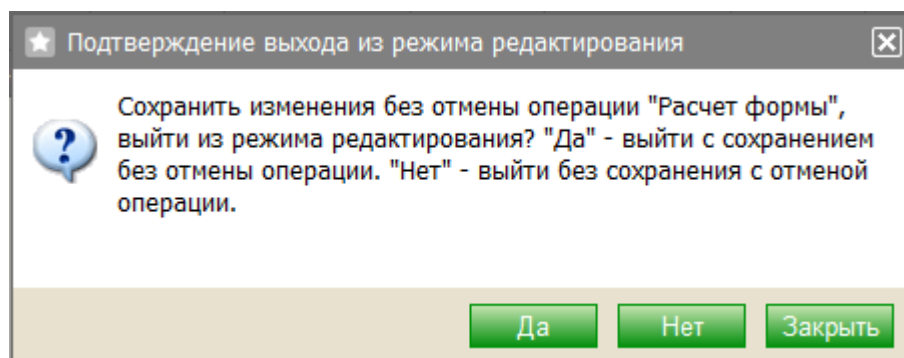 Подтверждение выхода из режима редактирования
Сохранить изменения без отмены операции "Расчет формы",
выйти из режима редактирования? "Да" - выйти с сохранением
без отмены операции. "Нет" - выйти без сохранения с отменой
операции.
Да Нет Закрыть